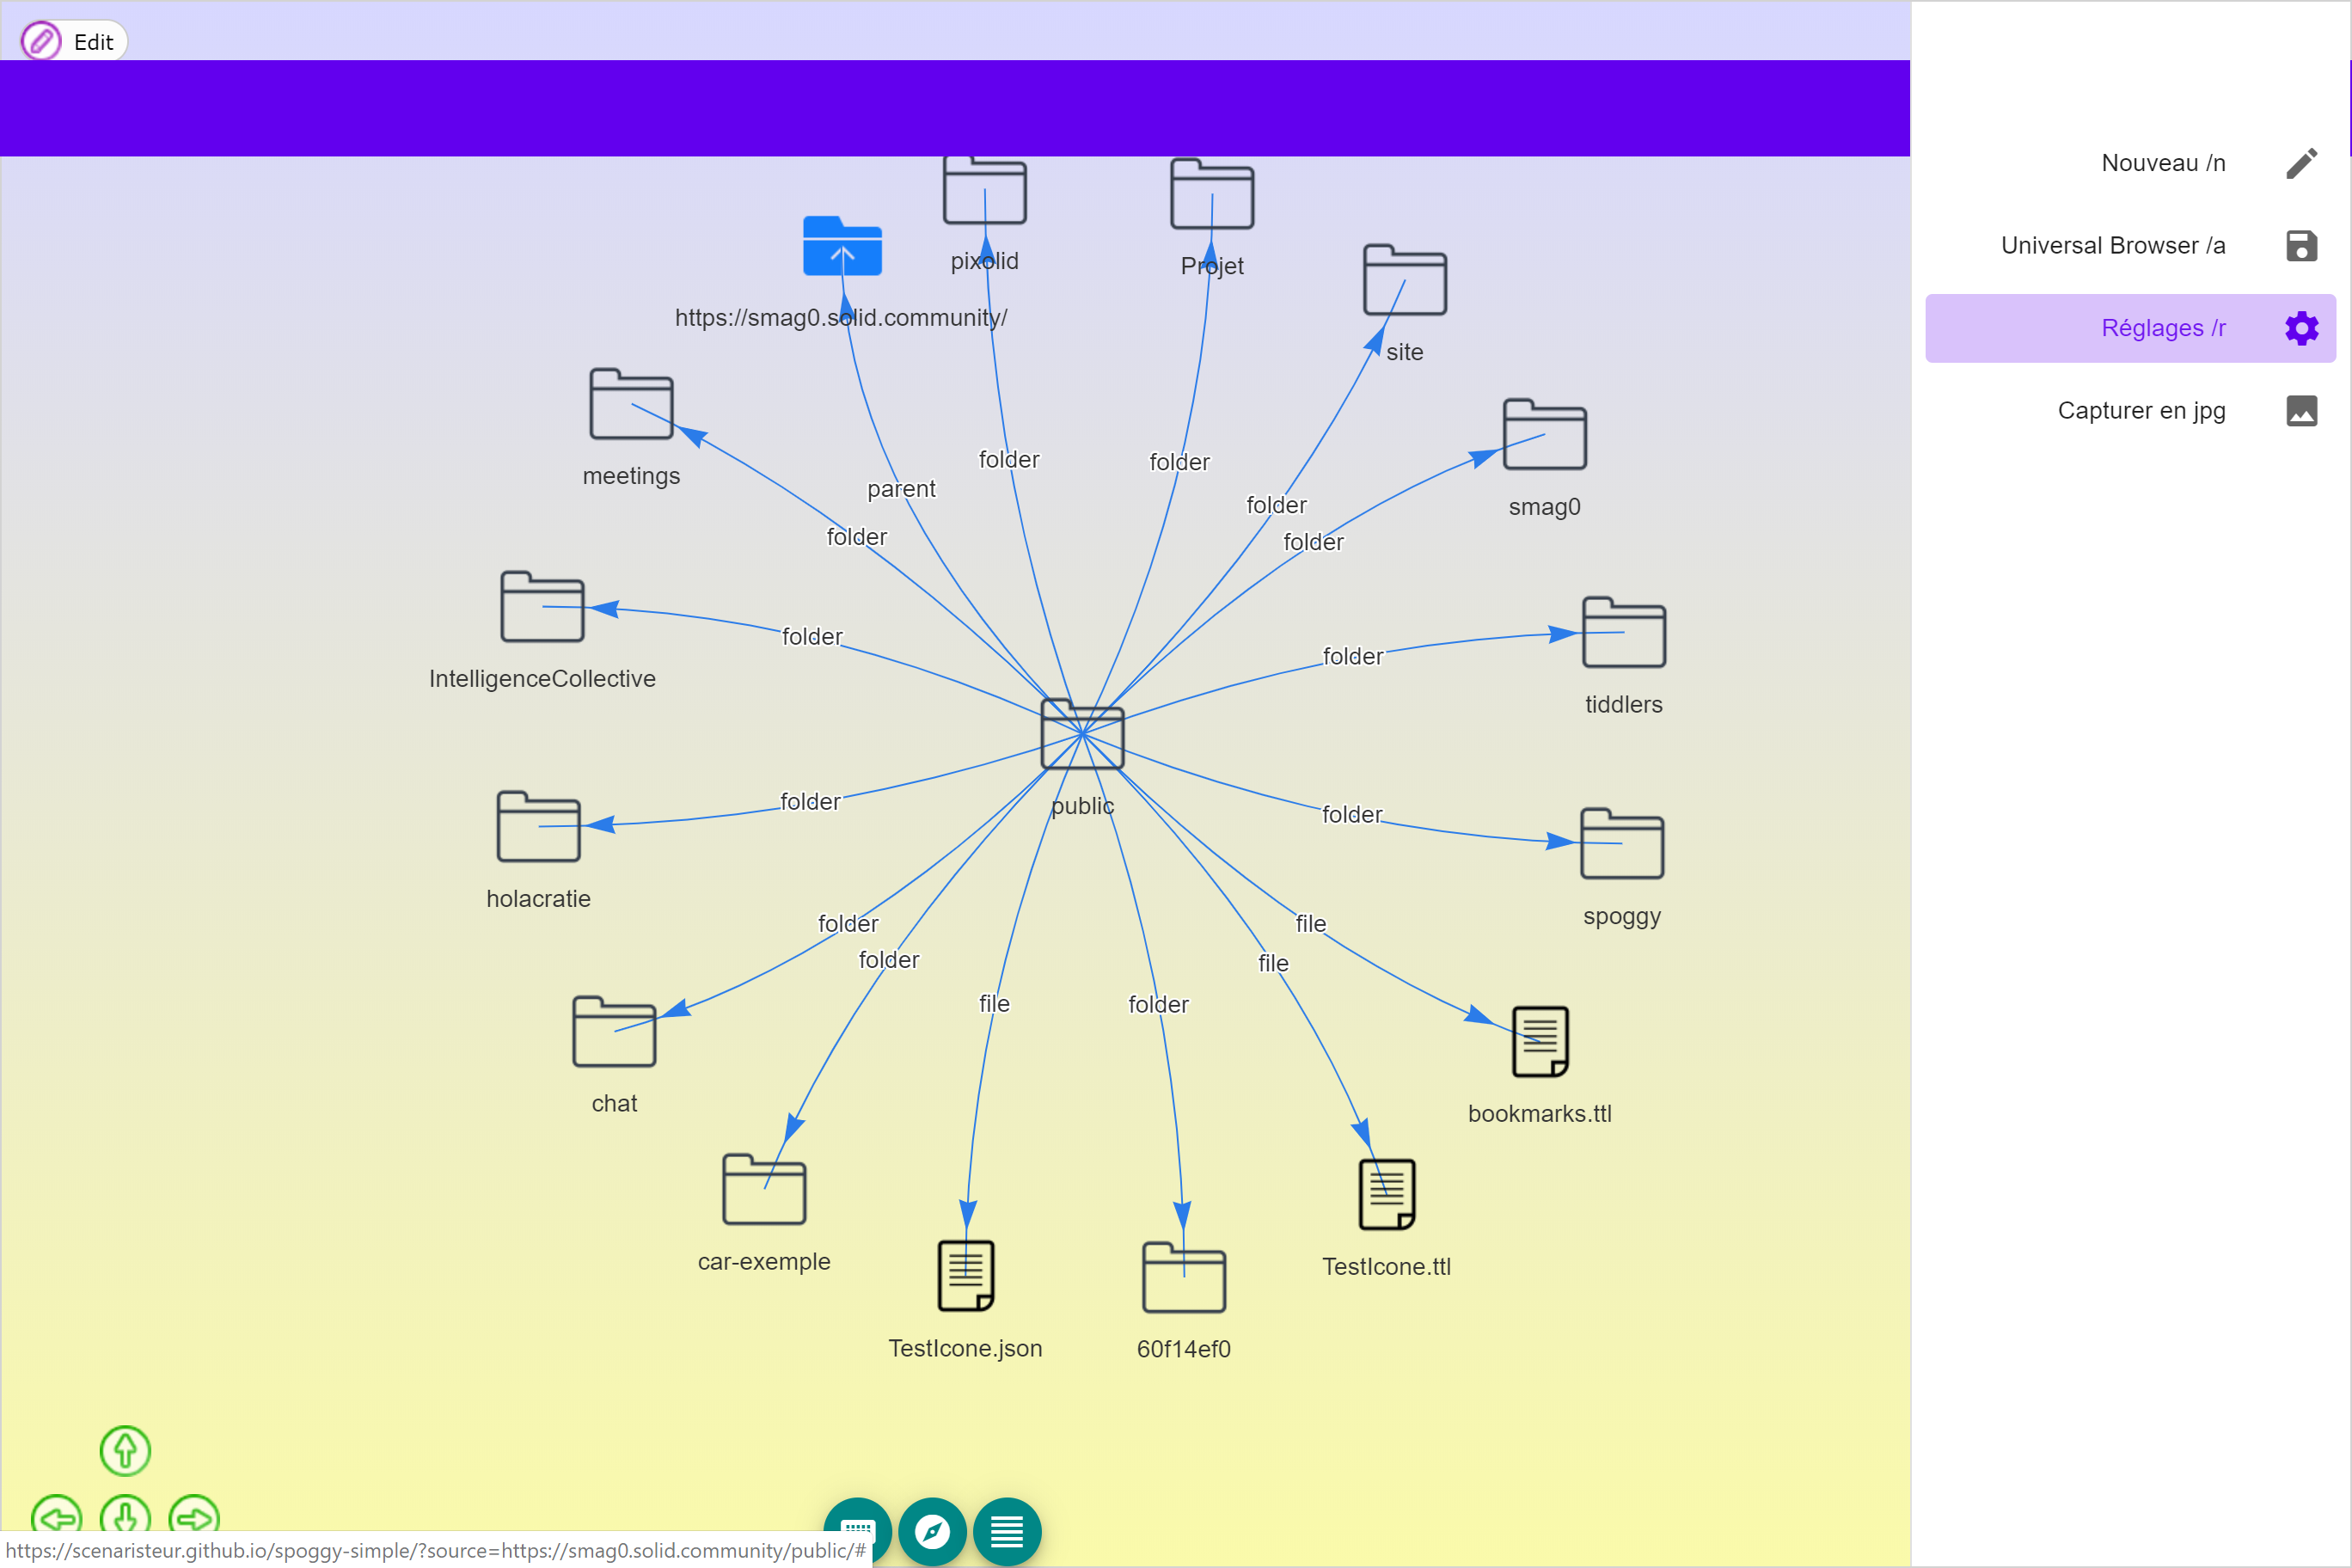 Edit
Nouveau /n
Universal Browser /a
Réglages /r
Capturer en jpg
pixolid
Projet
https://smag0.solid.community/
site
meetings
smag0
folder
folder
parent
folder
folder
folder
folder
IntelligenceCollective
folder
tiddlers
public
folder
folder
holacratie
spoggy
folder
file
folder
file
file
folder
chat
bookmarks.ttl
car-exemple
TestIcone.ttl
TestIcone.json
60f14ef0
https://scenaristeur.github.io/spoggy-simple/?source=https://smag0.solid.community/public/#